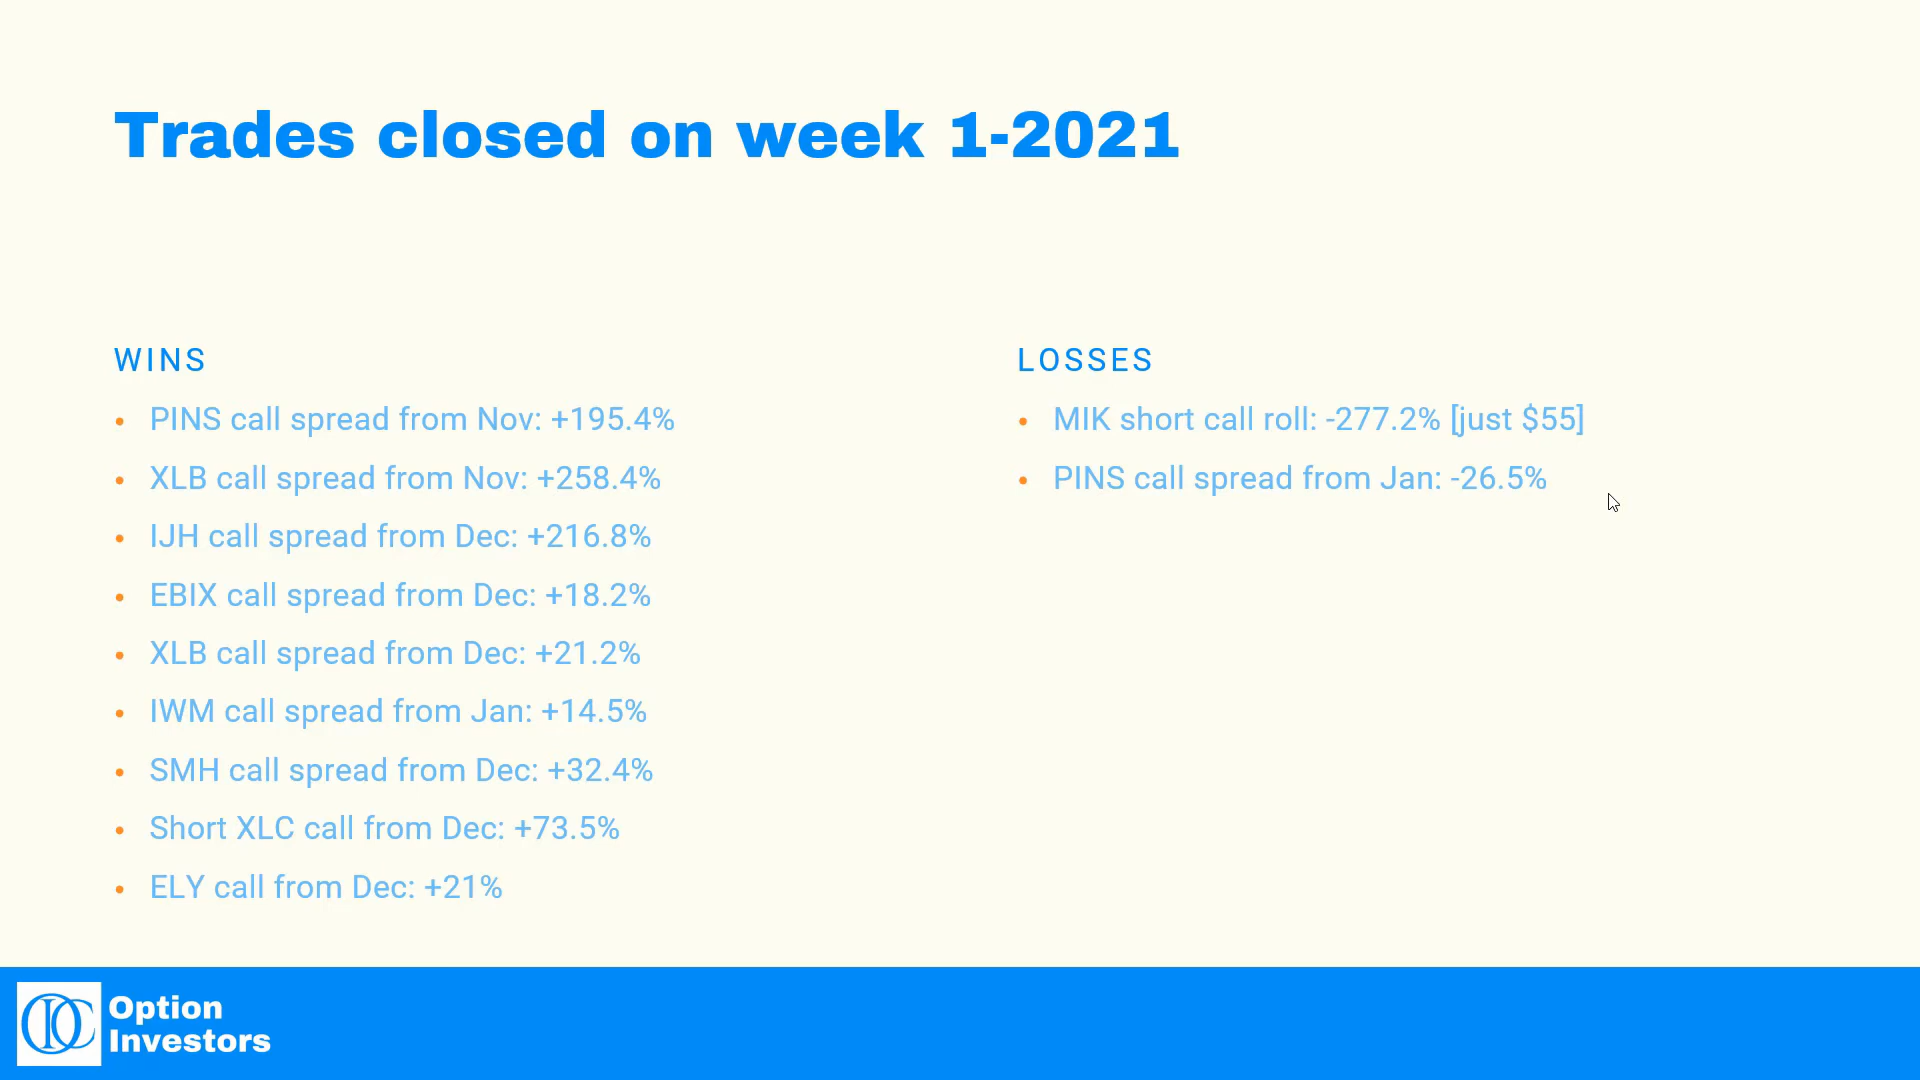 Trades closed on week 1-2021
WINS
PINS call spread from Nov: +195.4%
XLB call spread from Nov: +258.4%
IJH call spread from Dec: +216.8%
EBIX call spread from Dec: +18.2%
XLB call spread from Dec: +21.2%
IWM call spread from Jan: +14.5%
SMH call spread from Dec: +32.4%
Short XLC call from Dec: +73.5%
ELY call from Dec: +21%
LOSSES
MIK short call roll: -277.2% [just $55]
PINS call spread from Jan: -26.5%
Option
Investors